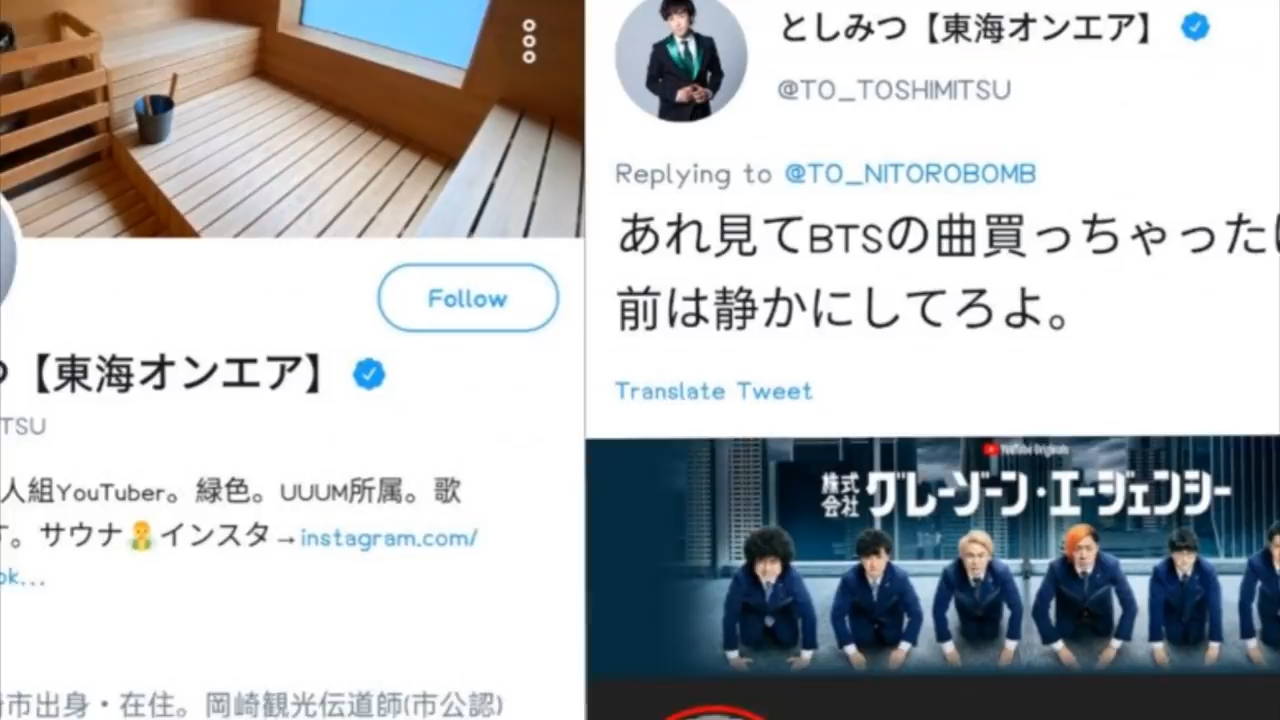 つ【東海オンエア】
TSU
人組YouTuber。緑色。UUUM所属。歌
。サウナ🧖‍♂️インスタ→instagram.com/
ok...
市出身・在住。岡崎観光伝道師(市公認)
Follow
としみつ【東海オンエア】
@TO_TOSHIMITSU
Replying to @TO_NITOROBOMB
あれ見てBTSの曲買っちゃった
前は静かにしてろよ。
Translate Tweet
YouTube Originals
株式会社 グレーゾーン・エージェンシー